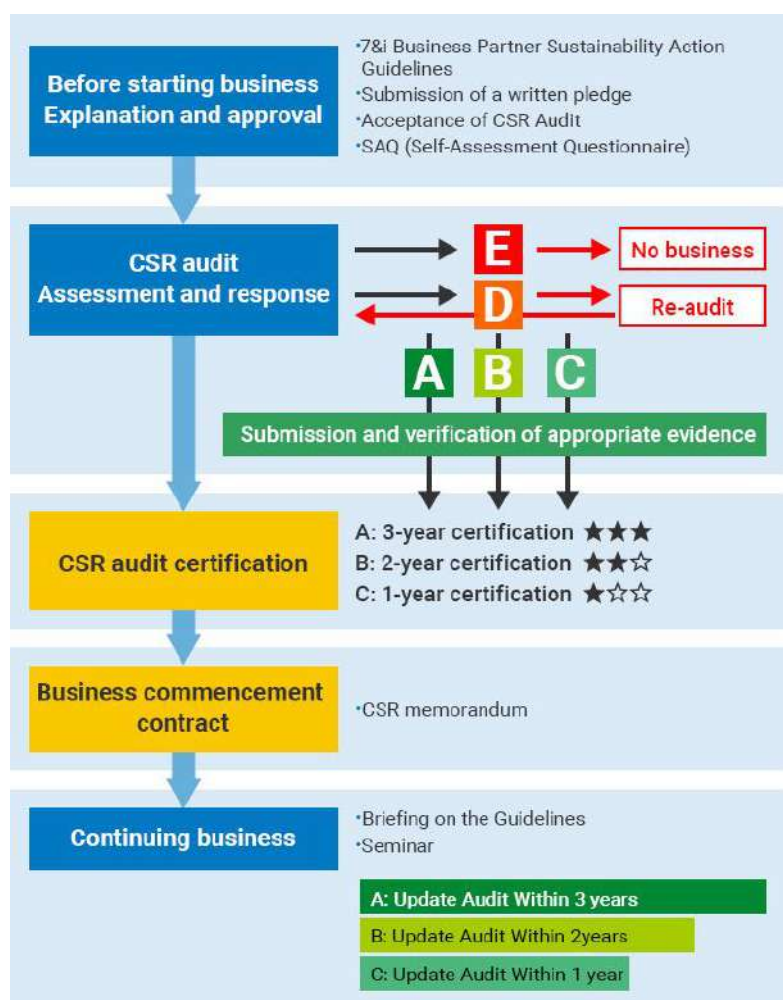 Before starting business
Explanation and approval
•7&i Business Partner Sustainability Action
Guidelines
•Submission of a written pledge
•Acceptance of CSR Audit
•SAQ (Self-Assessment Questionnaire)
CSR audit
Assessment and response
E
No business
D
Re-audit
A
B
C
Submission and verification of appropriate evidence
CSR audit certification
A: 3-year certification ★★★
B: 2-year certification ★★☆
C: 1-year certification ★☆☆
Business commencement
contract
•CSR memorandum
Continuing business
•Briefing on the Guidelines
•Seminar
A: Update Audit Within 3 years
B: Update Audit Within 2years
C: Update Audit Within 1 year